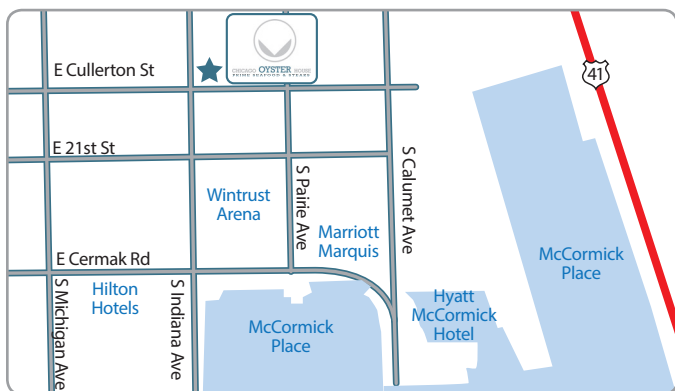 CHICAGO OYSTER HOUSE
PRIME SEAFOOD & STEAKS
E Cullerton St
41
E 21st St
S Pairie Ave
S Calumet Ave
Wintrust
Arena
Marriott
Marquis
E Cermak Rd
McCormick
Place
S Michigan Ave
Hilton
Hotels
S Indiana Ave
McCormick
Place
Hyatt
McCormick
Hotel